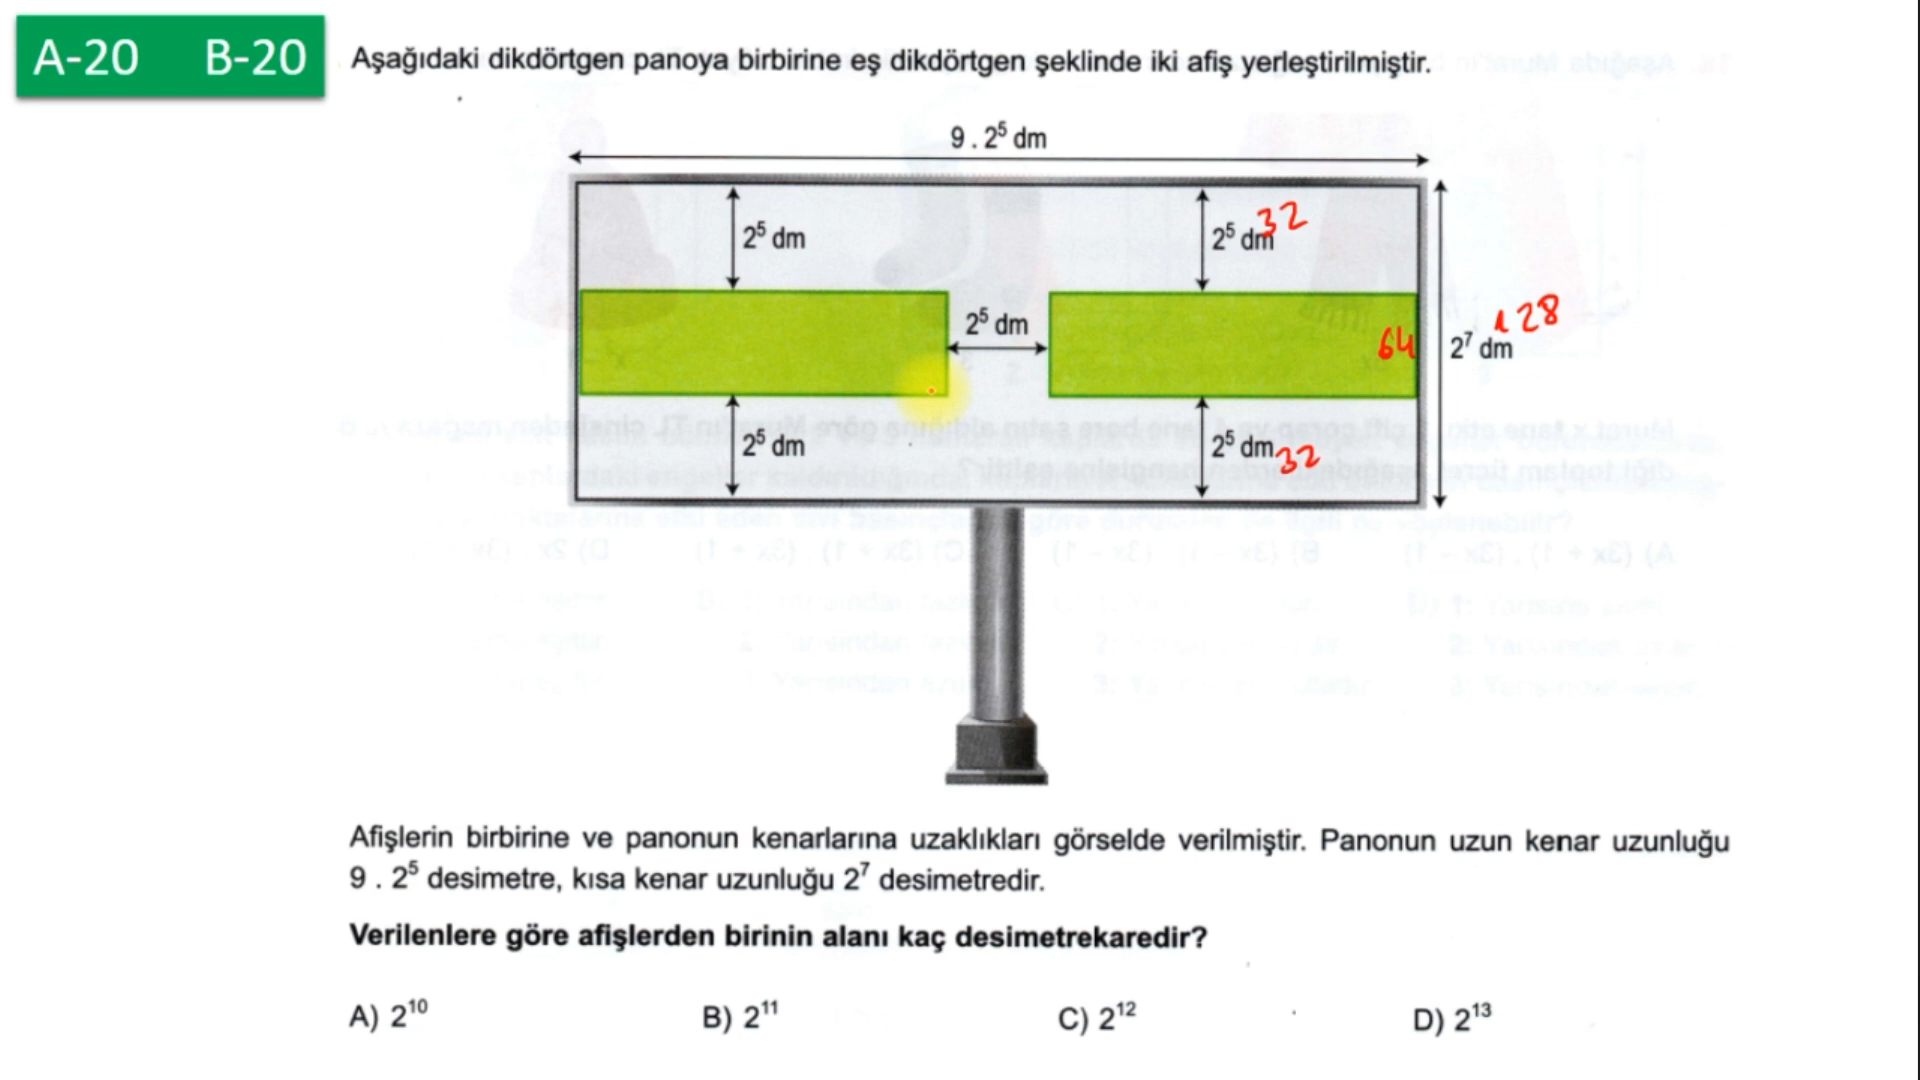 A-20 B-20
Aşağıdaki dikdörtgen panoya birbirine eş dikdörtgen şeklinde iki afiş yerleştirilmiştir.
9 . 2⁵ dm
2⁵ dm
2⁵ dm 32
2⁵ dm
64
2⁷ dm 128
2⁵ dm
2⁵ dm 32
Afişlerin birbirine ve panonun kenarlarına uzaklıkları görselde verilmiştir. Panonun uzun kenar uzunluğu
9 . 2⁵ desimetre, kısa kenar uzunluğu 2⁷ desimetredir.
Verilenlere göre afişlerden birinin alanı kaç desimetrekaredir?
A) 2¹⁰ B) 2¹¹ C) 2¹² D) 2¹³